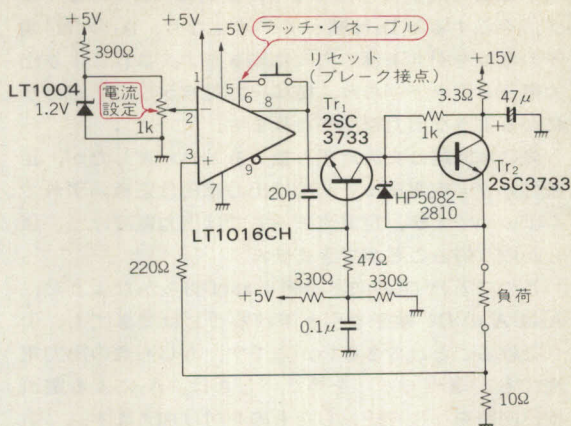 +5V
+5V
-5V
ラッチ・イネーブル
390Ω
リセット
(ブレーク接点)
+15V
LT1004
1.2V
電流
設定
1k
1
2
3
5
6
7
8
9
−
+
Tr₁
2SC
3733
3.3Ω
47μ
+
1k
Tr₂
2SC3733
20p
HP5082-
2810
LT1016CH
47Ω
220Ω
330Ω
330Ω
+5V
0.1μ
負荷
10Ω